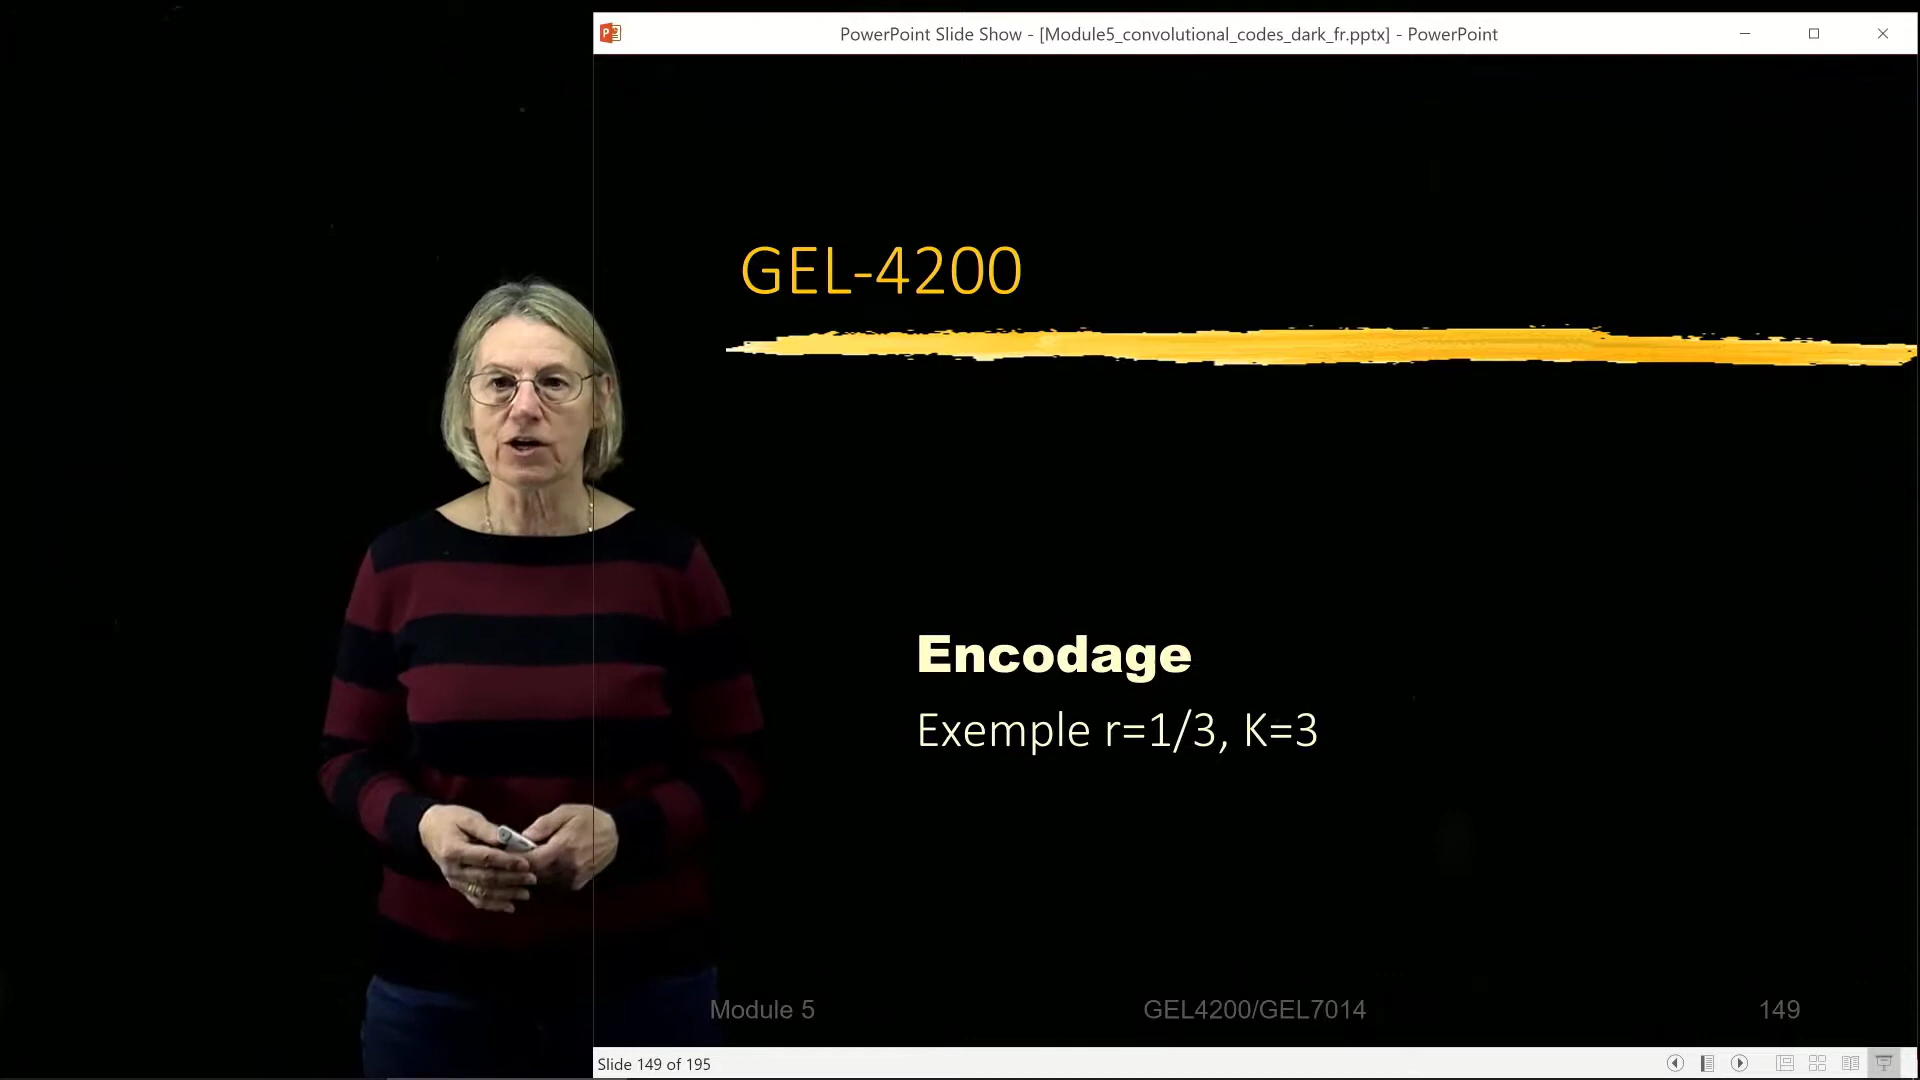 PowerPoint Slide Show - [Module5_convolutional_codes_dark_fr.pptx] - PowerPoint
GEL-4200
Encodage
Exemple r=1/3, K=3
Module 5
GEL4200/GEL7014
149
Slide 149 of 195